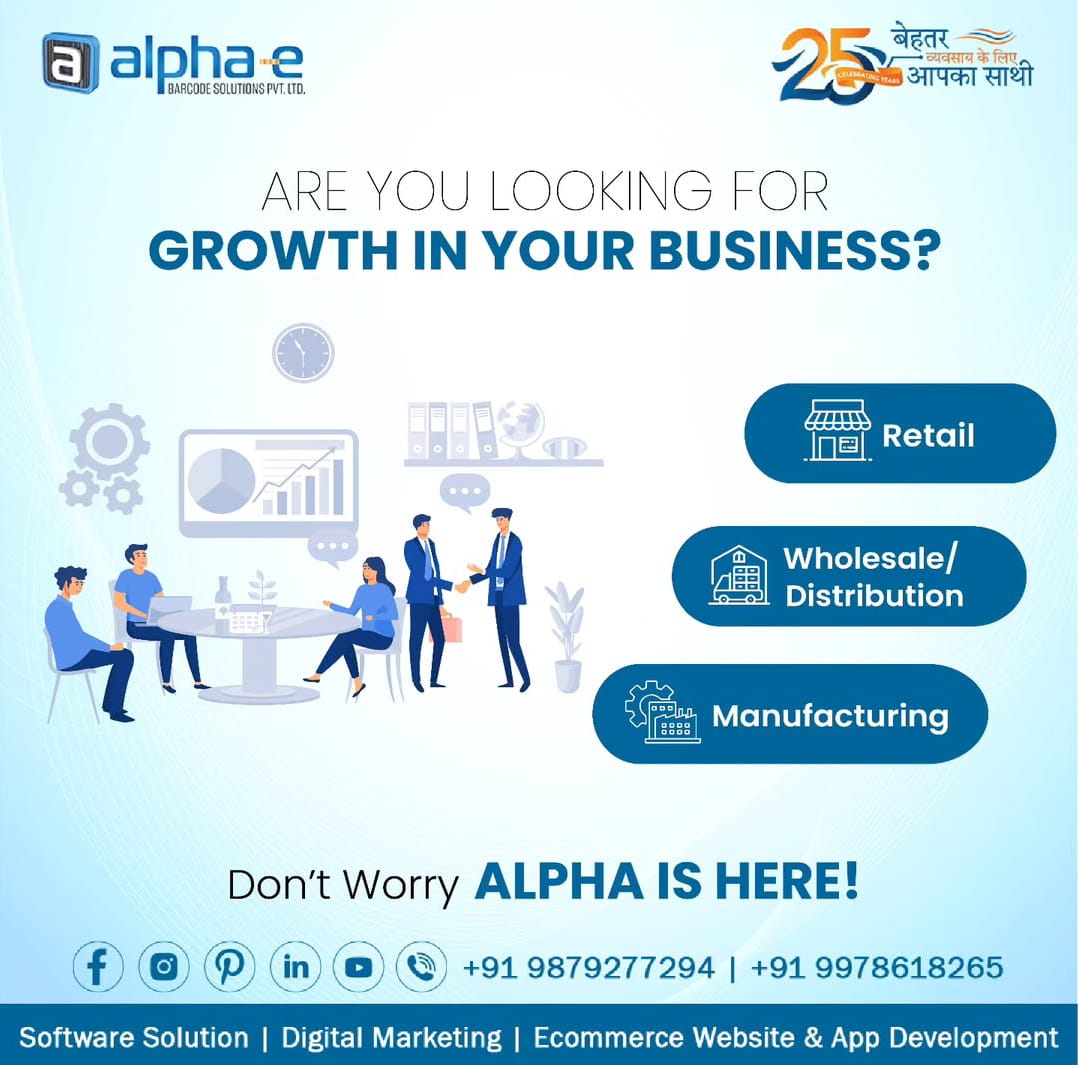 a alpha-e
BARCODE SOLUTIONS PVT. LTD.
25
CELEBRATING YEARS
बेहतर
व्यवसाय के लिए
आपका साथी
ARE YOU LOOKING FOR
GROWTH IN YOUR BUSINESS?
Retail
Wholesale/
Distribution
Manufacturing
Don't Worry ALPHA IS HERE!
+91 9879277294 | +91 9978618265
Software Solution | Digital Marketing | Ecommerce Website & App Development